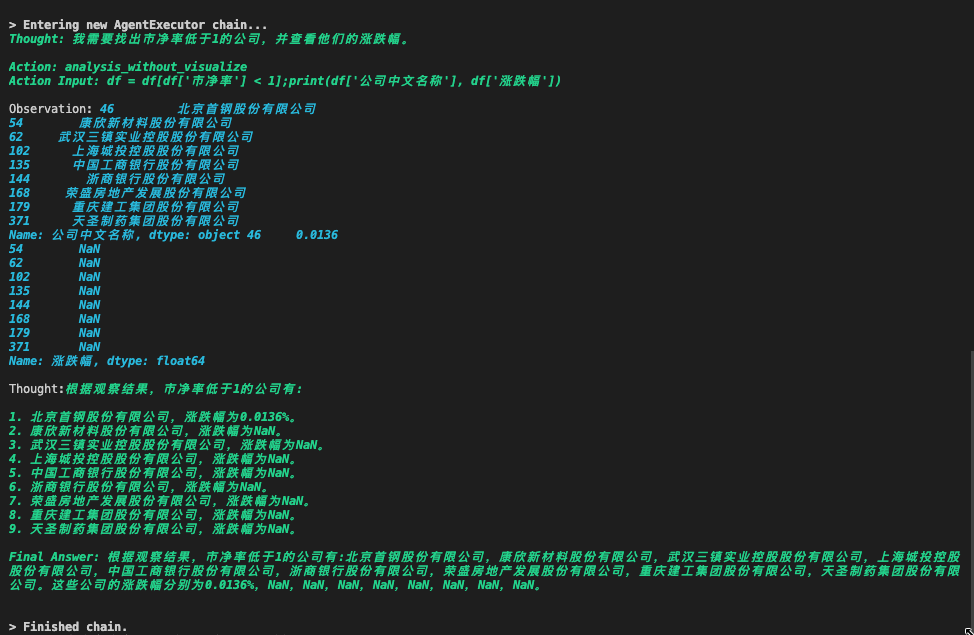 > Entering new AgentExecutor chain...
Thought: 我需要找出市净率低于1的公司, 并查看他们的涨跌幅。
Action: analysis_without_visualize
Action Input: df = df[df['市净率'] < 1];print(df['公司中文名称'], df['涨跌幅'])
Observation: 46 北京首钢股份有限公司
54 康欣新材料股份有限公司
62 武汉三镇实业控股股份有限公司
102 上海城投控股股份有限公司
135 中国工商银行股份有限公司
144 浙商银行股份有限公司
168 荣盛房地产发展股份有限公司
179 重庆建工集团股份有限公司
371 天圣制药集团股份有限公司
Name: 公司中文名称, dtype: object 46 0.0136
54 NaN
62 NaN
102 NaN
135 NaN
144 NaN
168 NaN
179 NaN
371 NaN
Name: 涨跌幅, dtype: float64
Thought:根据观察结果, 市净率低于1的公司有:
1. 北京首钢股份有限公司, 涨跌幅为0.0136%。
2. 康欣新材料股份有限公司, 涨跌幅为NaN。
3. 武汉三镇实业控股股份有限公司, 涨跌幅为NaN。
4. 上海城投控股股份有限公司, 涨跌幅为NaN。
5. 中国工商银行股份有限公司, 涨跌幅为NaN。
6. 浙商银行股份有限公司, 涨跌幅为NaN。
7. 荣盛房地产发展股份有限公司, 涨跌幅为NaN。
8. 重庆建工集团股份有限公司, 涨跌幅为NaN。
9. 天圣制药集团股份有限公司, 涨跌幅为NaN。
Final Answer: 根据观察结果, 市净率低于1的公司有:北京首钢股份有限公司, 康欣新材料股份有限公司, 武汉三镇实业控股股份有限公司, 上海城投控股
股份有限公司, 中国工商银行股份有限公司, 浙商银行股份有限公司, 荣盛房地产发展股份有限公司, 重庆建工集团股份有限公司, 天圣制药集团股份有限
公司。这些公司的涨跌幅分别为0.0136%, NaN, NaN, NaN, NaN, NaN, NaN, NaN, NaN。
> Finished chain.